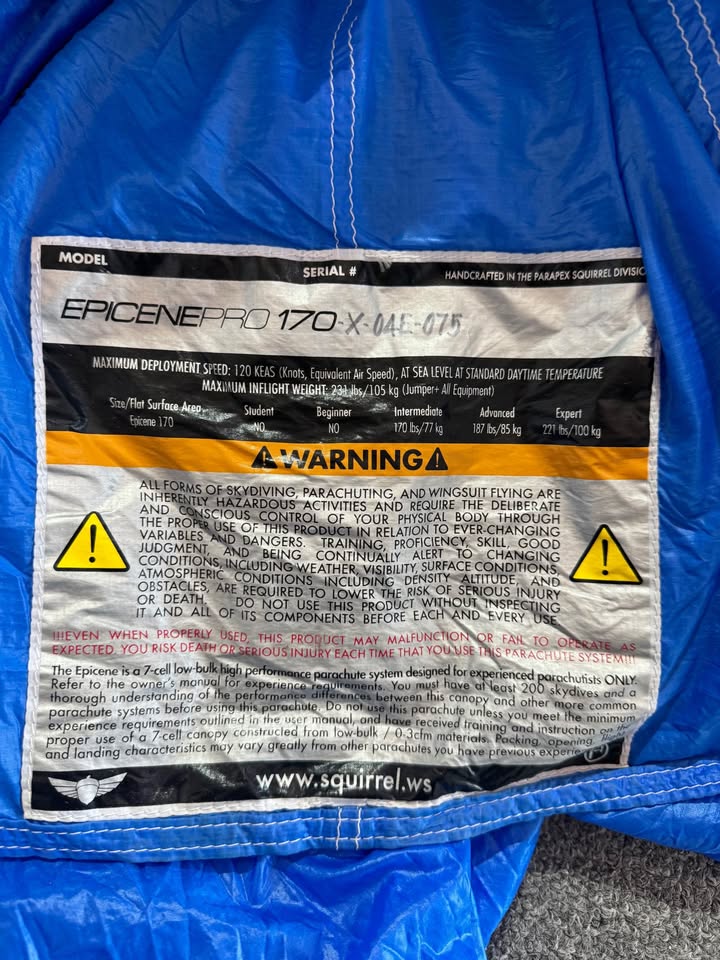 MODEL
SERIAL #
HANDCRAFTED IN THE PARAPEX SQUIRREL
EPICENEPRO 170-X-04E-075
MAXIMUM DEPLOYMENT SPEED: 120 KEAS (Knots, Equivalent Air Speed), AT SEA LEVEL AT STANDARD DAYTIME TEMPERATURE
MAXIMUM INFLIGHT WEIGHT: 231 lbs/105 kg (Jumper+ All Equipment)
Size/Flat Surface Area Student Beginner Intermediate Advanced Expert
Epicene 170 NO NO 170 lbs/77 kg 187 lbs/85 kg 221 lbs/100 kg
WARNING
ALL FORMS OF SKYDIVING, PARACHUTING, AND WINGSUIT FLYING ARE
INHERENTLY HAZARDOUS ACTIVITIES AND REQUIRE THE DELIBERATE
AND CONSCIOUS CONTROL OF YOUR PHYSICAL BODY THROUGH
THE PROPER USE OF THIS PRODUCT IN RELATION TO EVER-CHANGING
VARIABLES AND DANGERS. TRAINING, PROFICIENCY, SKILL, GOOD
JUDGMENT, AND BEING CONTINUALLY ALERT TO CHANGING
CONDITIONS, INCLUDING WEATHER, VISIBILITY, SURFACE CONDITIONS,
ATMOSPHERIC CONDITIONS INCLUDING DENSITY ALTITUDE, AND
OBSTACLES, ARE REQUIRED TO LOWER THE RISK OF SERIOUS INJURY
OR DEATH. DO NOT USE THIS PRODUCT WITHOUT INSPECTING
IT AND ALL OF ITS COMPONENTS BEFORE EACH AND EVERY USE
!!!EVEN WHEN PROPERLY USED, THIS PRODUCT MAY MALFUNCTION OR FAIL TO OPERATE AS
EXPECTED. YOU RISK DEATH OR SERIOUS INJURY EACH TIME THAT YOU USE THIS PARACHUTE SYSTEM!!!
The Epicene is a 7-cell low-bulk high performance parachute system designed for experienced parachutists ONLY.
Refer to the owner's manual for experience requirements. You must have at least 200 skydives and a
thorough understanding of the performance differences between this canopy and other more common
parachute systems before using this parachute. Do not use this parachute unless you meet the minimum
experience requirements outlined in the user manual, and have received training and instruction on the
proper use of a 7-cell canopy constructed from low-bulk / 0.3cfm materials. Packing, opening, flight
and landing characteristics may vary greatly from other parachutes you have previous
www.squirrel.ws